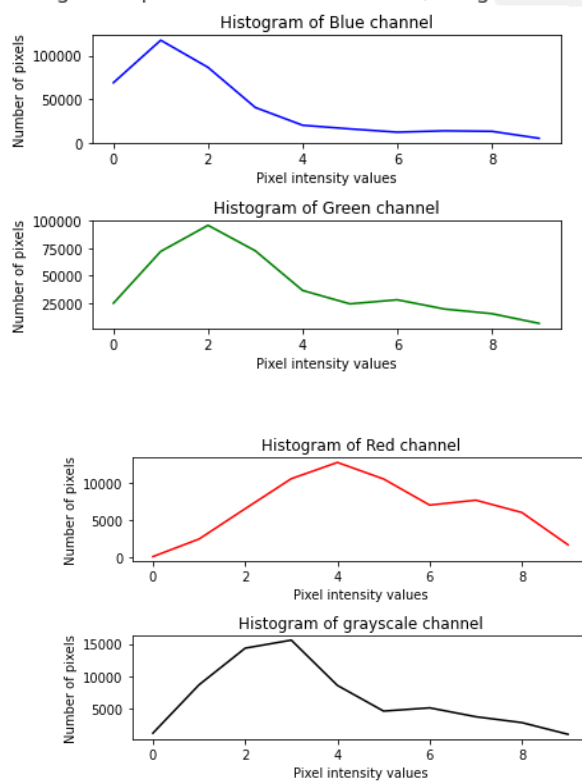 Histogram of Blue channel
Number of pixels
100000
50000
0
0 2 4 6 8
Pixel intensity values
Histogram of Green channel
Number of pixels
100000
75000
50000
25000
0 2 4 6 8
Pixel intensity values
Histogram of Red channel
Number of pixels
10000
5000
0
0 2 4 6 8
Pixel intensity values
Histogram of grayscale channel
Number of pixels
15000
10000
5000
0 2 4 6 8
Pixel intensity values